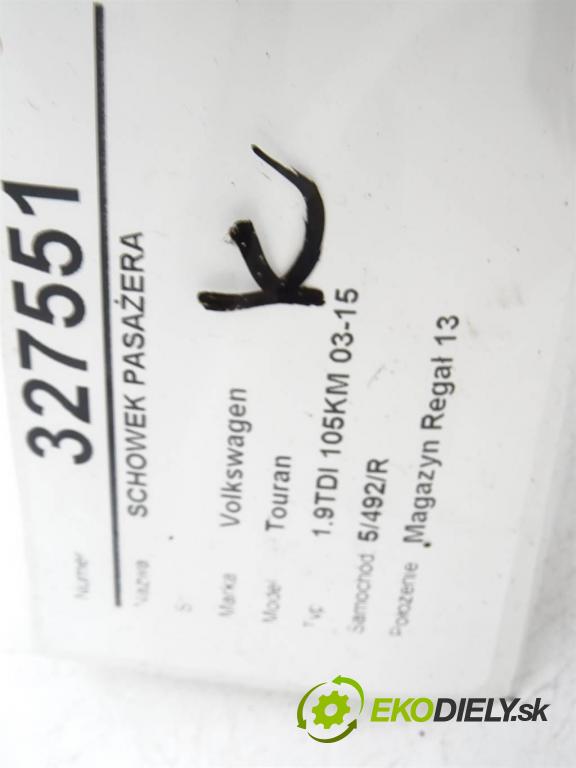 Numer 327551
Nazwa SCHOWEK PASAŻERA
K
Marka Volkswagen
Model Touran
Typ 1.9TDI 105KM 03-15
Samochód 5/492/R
Położenie Magazyn Regał 13
EKODIELY.sk